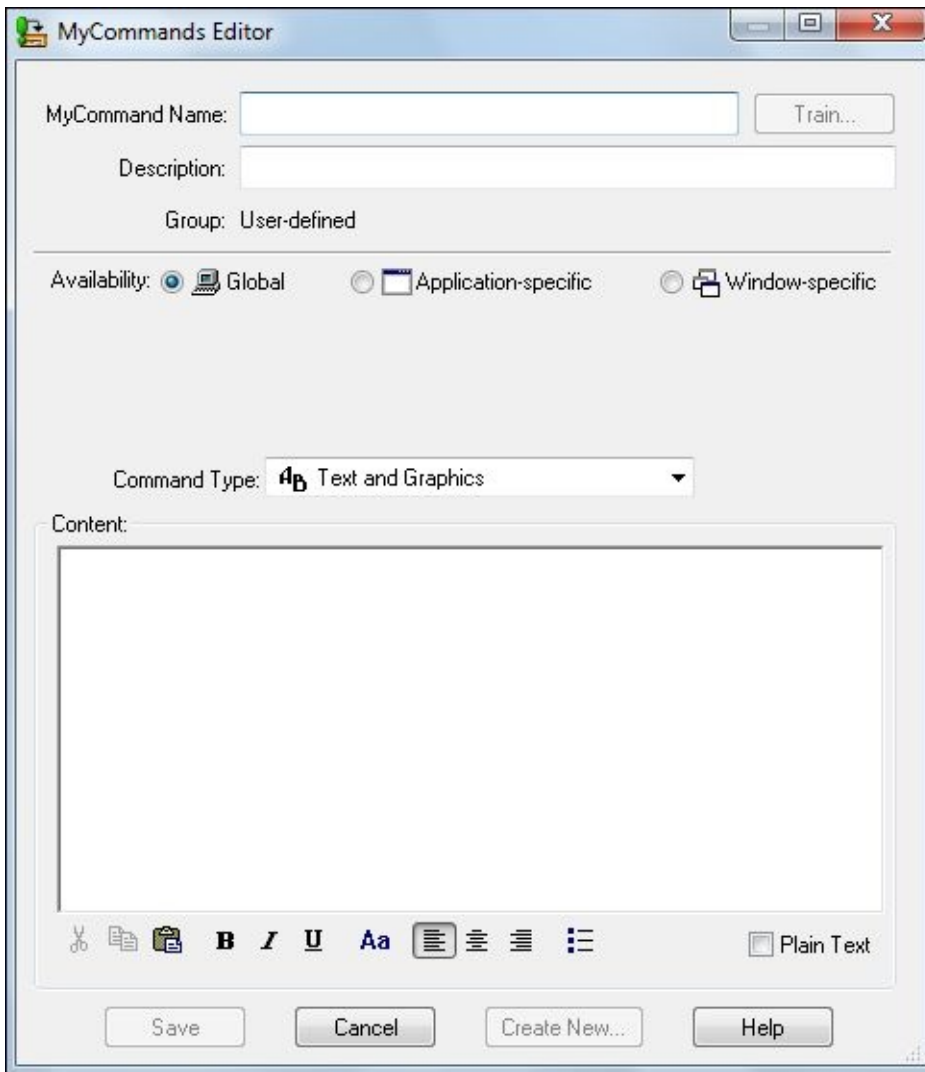 MyCommands Editor
MyCommand Name: Train...
Description:
Group: User-defined
Availability: Global Application-specific Window-specific
Command Type: AB Text and Graphics
Content:
B I U Aa Plain Text
Save Cancel Create New... Help